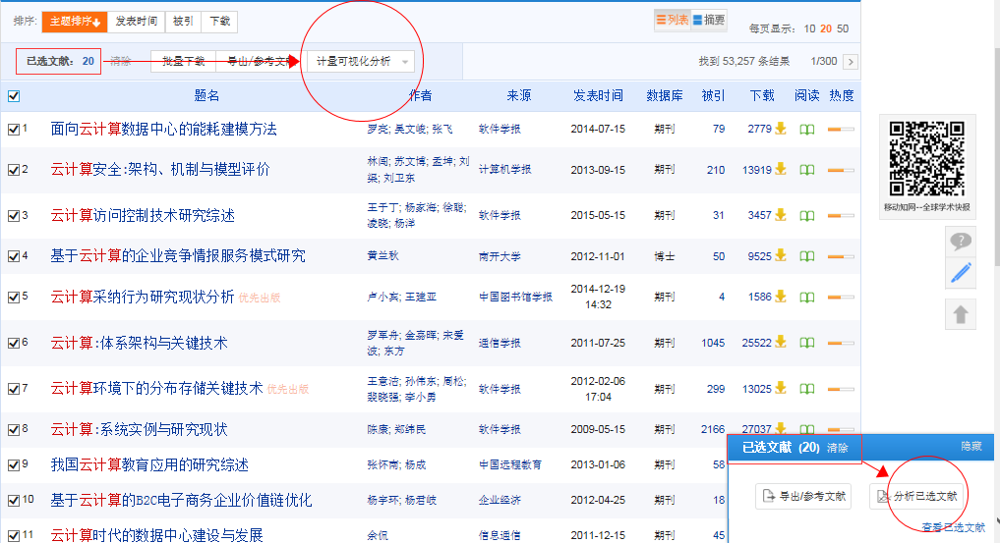 排序: 主题排序 发表时间 被引 下载
列表 摘要
每页显示: 10 20 50
已选文献: 20 清除 批量下载 导出/参考文献 计量可视化分析
找到 53,257 条结果 1/300
题名 作者 来源 发表时间 数据库 被引 下载 阅读 热度
1 面向云计算数据中心的能耗建模方法 罗亮; 吴文峻; 张飞 软件学报 2014-07-15 期刊 79 2779
2 云计算安全:架构、机制与模型评价 林闯; 苏文博; 孟坤; 刘渠; 刘卫东 计算机学报 2013-09-15 期刊 210 13919
3 云计算访问控制技术研究综述 王于丁; 杨家海; 徐聪; 凌晓; 杨洋 软件学报 2015-05-15 期刊 31 3457
4 基于云计算的企业竞争情报服务模式研究 黄兰秋 南开大学 2012-11-01 博士 50 9525
5 云计算采纳行为研究现状分析 优先出版 卢小宾; 王建亚 中国图书馆学报 2014-12-19 14:32 期刊 4 1586
6 云计算:体系架构与关键技术 罗军舟; 金嘉晖; 宋爱波; 东方 通信学报 2011-07-25 期刊 1045 25522
7 云计算环境下的分布存储关键技术 优先出版 王意洁; 孙伟东; 周松; 裴晓强; 李小勇 软件学报 2012-02-06 17:04 期刊 299 13025
8 云计算:系统实例与研究现状 陈康; 郑纬民 软件学报 2009-05-15 期刊 2166 27037
9 我国云计算教育应用的研究综述 张怀南; 杨成 中国远程教育 2013-01-06 期刊 58
10 基于云计算的B2C电子商务企业价值链优化 杨学环; 杨君岐 企业经济 2012-04-25 期刊 18
11 云计算时代的数据中心建设与发展 余侃 信息通信 2011-12-15 期刊 45
移动知网--全球学术快报
已选文献 (20) 清除 隐藏
导出/参考文献 分析已选文献
查看已选文献